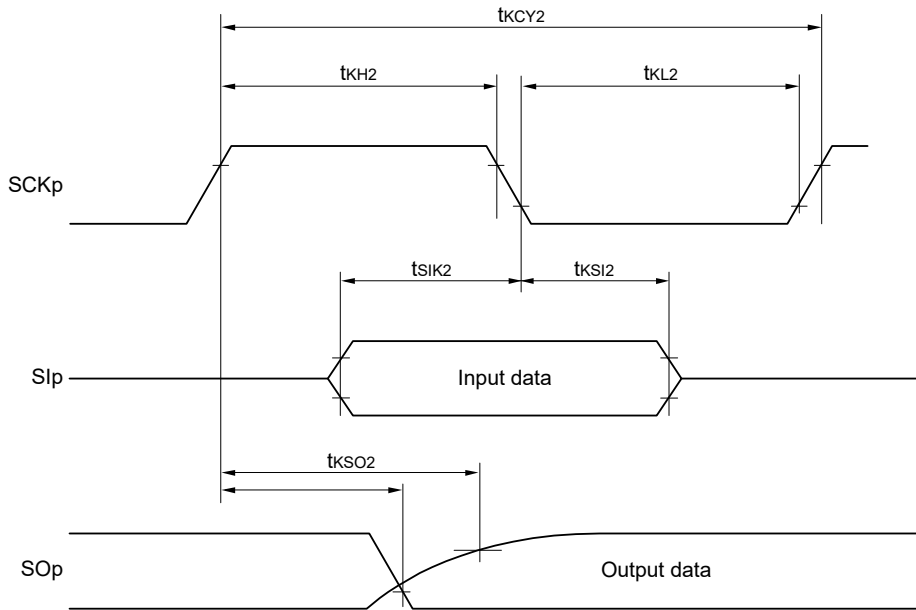 tKCY2
tKH2
tKL2
SCKp
tSIK2
tKSI2
SIp
Input data
tKSO2
SOp
Output data